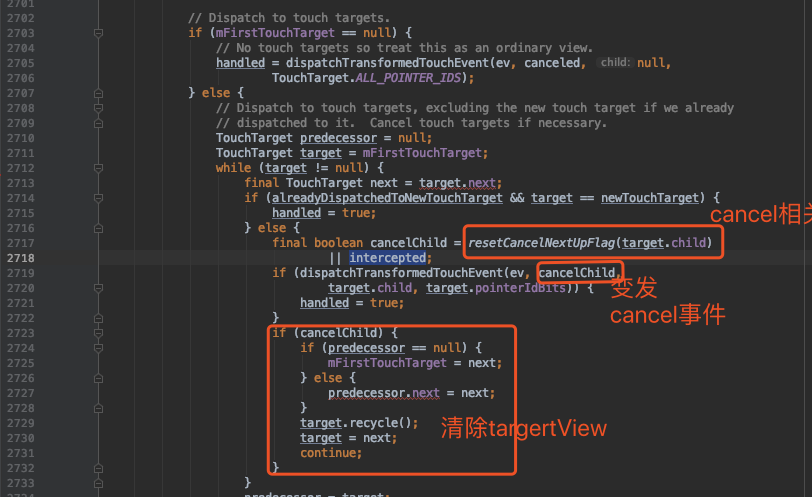 2701
2702 // Dispatch to touch targets.
2703 if (mFirstTouchTarget == null) {
2704 // No touch targets so treat this as an ordinary view.
2705 handled = dispatchTransformedTouchEvent(ev, canceled, child: null,
2706 TouchTarget.ALL_POINTER_IDS);
2707 } else {
2708 // Dispatch to touch targets, excluding the new touch target if we already
2709 // dispatched to it.  Cancel touch targets if necessary.
2710 TouchTarget predecessor = null;
2711 TouchTarget target = mFirstTouchTarget;
2712 while (target != null) {
2713 final TouchTarget next = target.next;
2714 if (alreadyDispatchedToNewTouchTarget && target == newTouchTarget) {
2715 handled = true;
cancel相关
2716 } else {
2717 final boolean cancelChild = resetCancelNextUpFlag(target.child)
2718 || intercepted;
2719 if (dispatchTransformedTouchEvent(ev, cancelChild,
2720 target.child, target.pointerIdBits)) {
变发
2721 handled = true;
cancel事件
2722 }
2723 if (cancelChild) {
2724 if (predecessor == null) {
2725 mFirstTouchTarget = next;
2726 } else {
2727 predecessor.next = next;
2728 }
2729 target.recycle();
清除targertView
2730 target = next;
2731 continue;
2732 }
2733 }
predecessor = target;